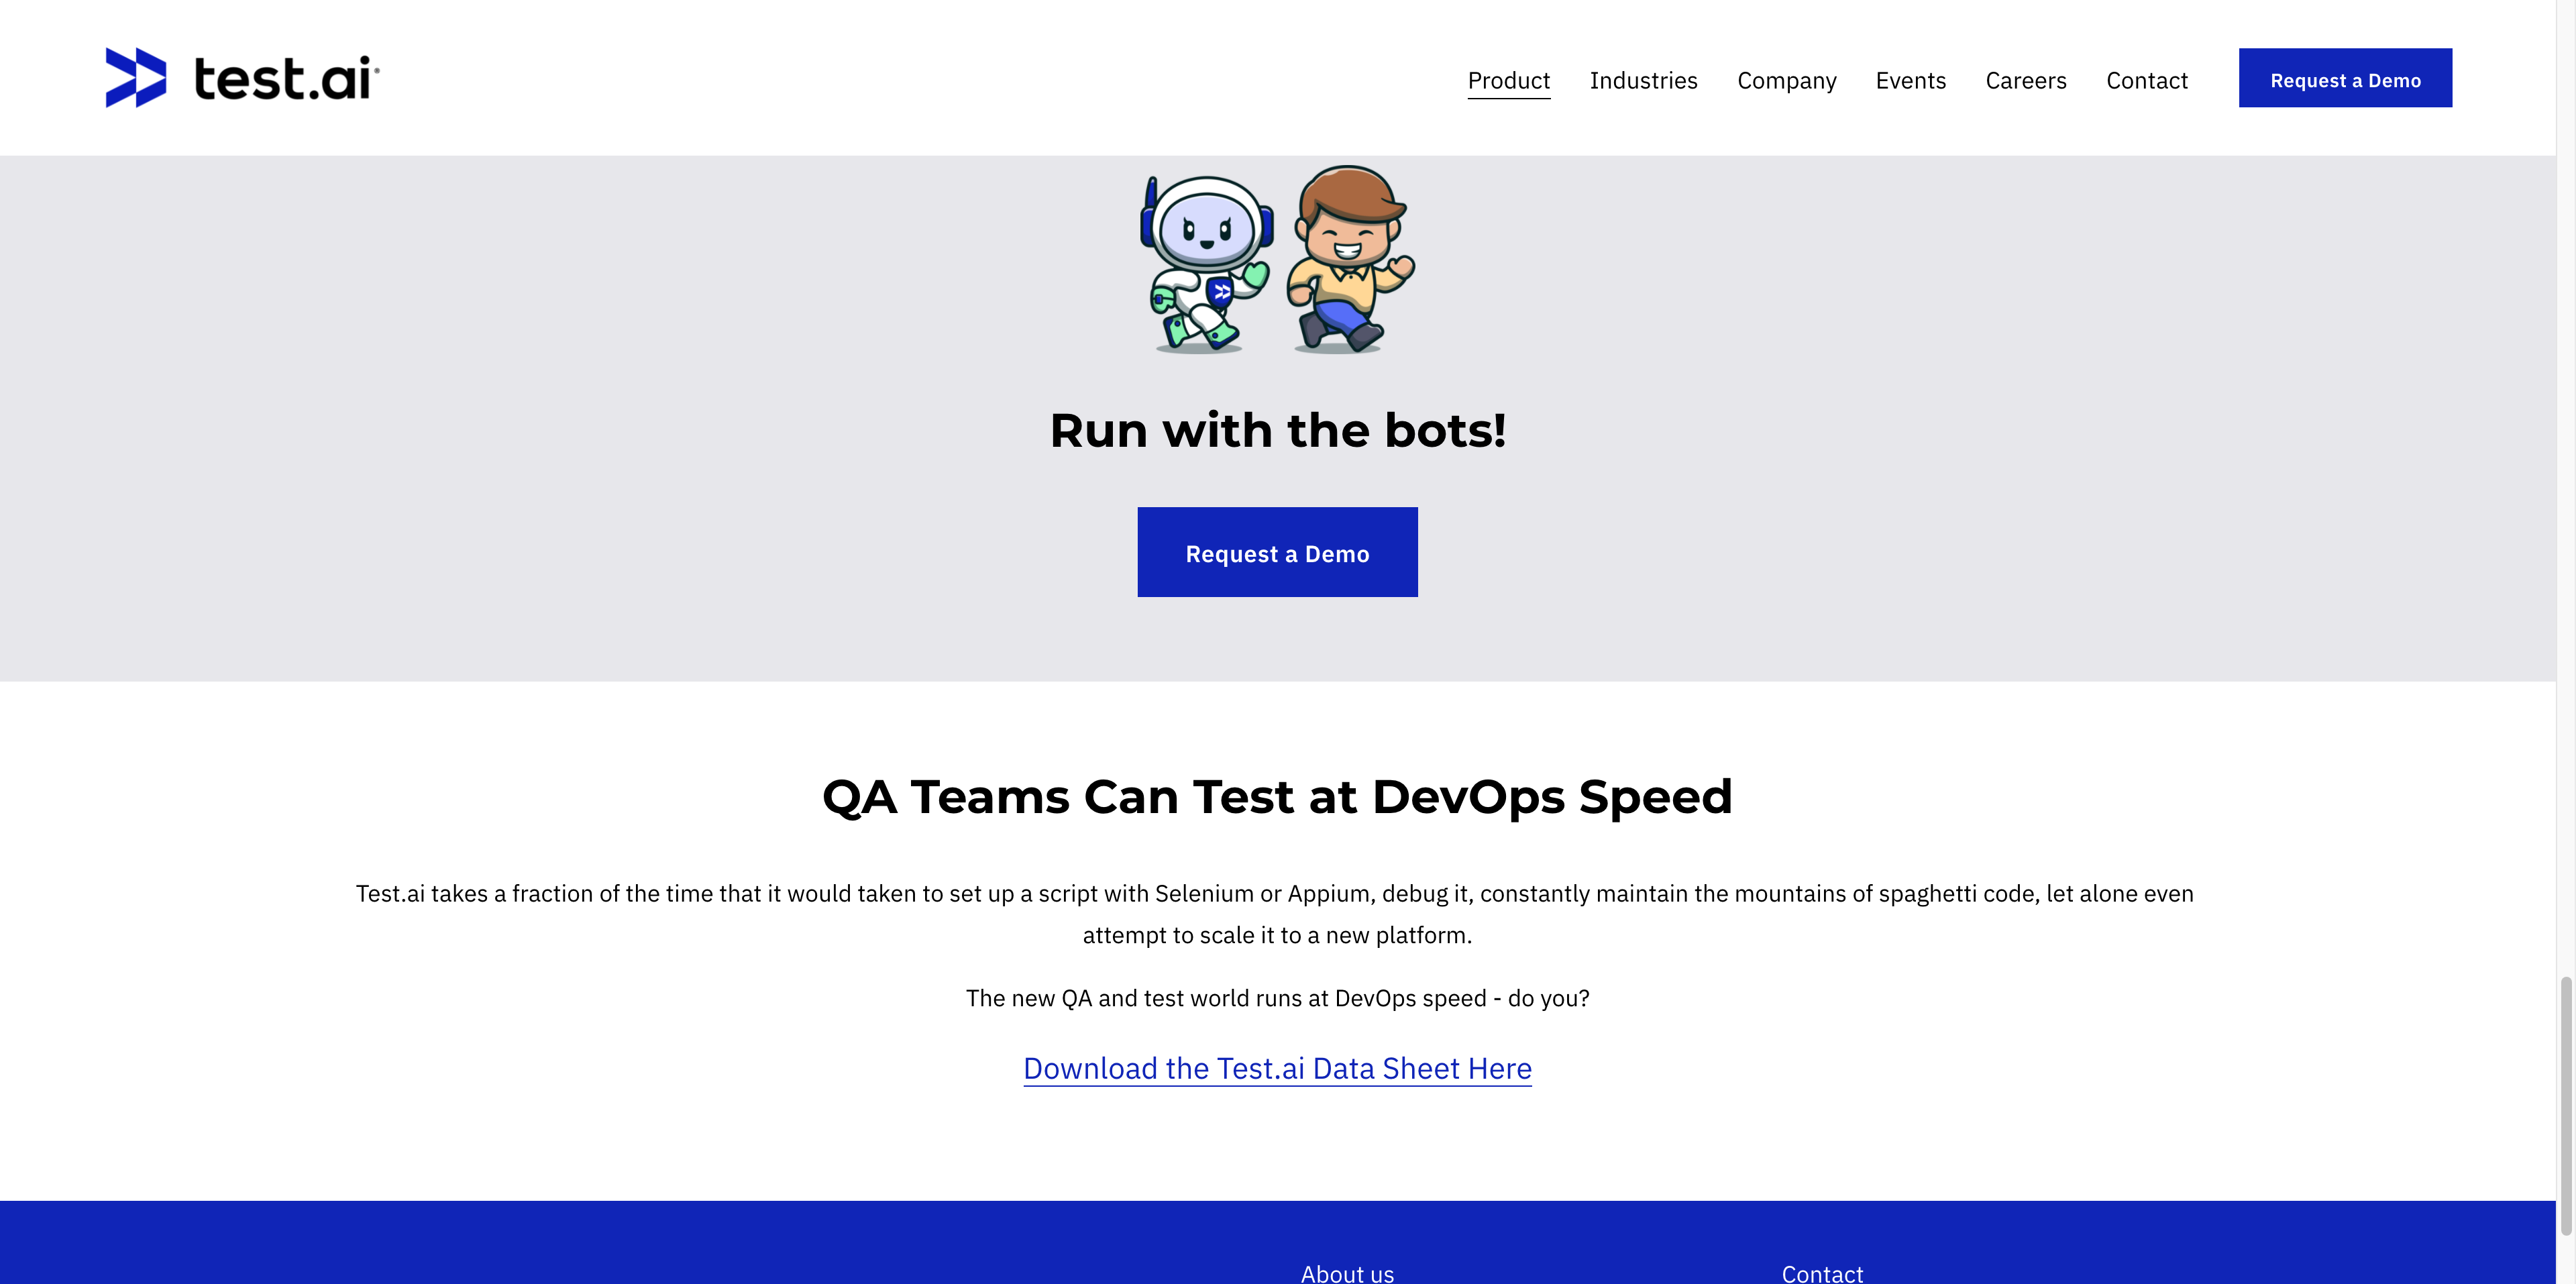 test.ai
Product Industries Company Events Careers Contact Request a Demo
Run with the bots!
Request a Demo
QA Teams Can Test at DevOps Speed
Test.ai takes a fraction of the time that it would taken to set up a script with Selenium or Appium, debug it, constantly maintain the mountains of spaghetti code, let alone even
attempt to scale it to a new platform.
The new QA and test world runs at DevOps speed - do you?
Download the Test.ai Data Sheet Here
About us Contact